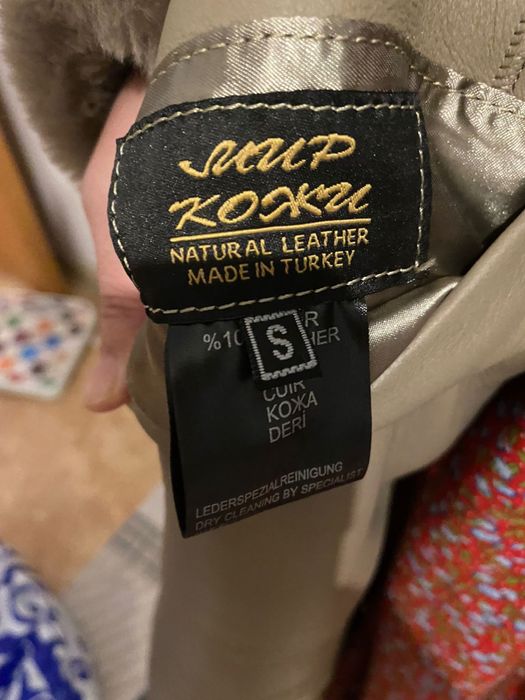 МИР
КОЖИ
NATURAL LEATHER
MADE IN TURKEY
S
CUIR
КОЖА
DERİ
LEDERSPEZIALREINIGUNG
DRY CLEANING BY SPECIALIST